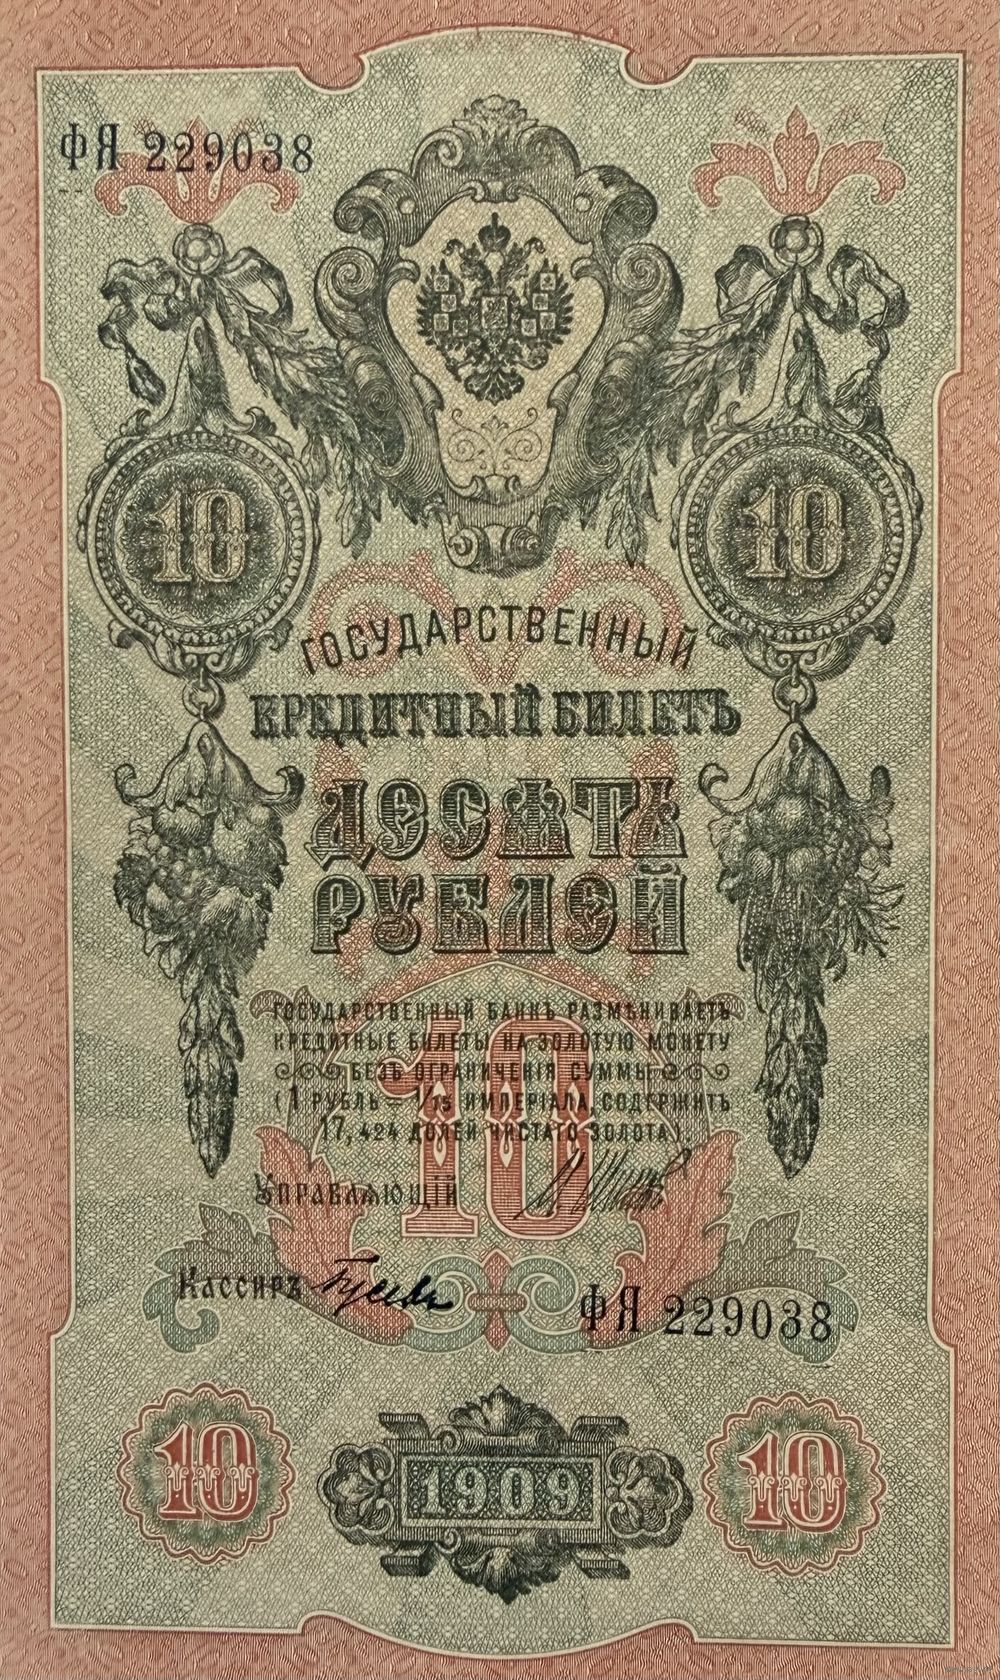 ФЯ 229038
10 10
ГОСУДАРСТВЕННЫЙ
КРЕДИТНЫЙ БИЛЕТЪ
ДЕСЯТЬ
РУБЛЕЙ
ГОСУДАРСТВЕННЫЙ БАНКЪ РАЗМѢНИВАЕТЪ
КРЕДИТНЫЕ БИЛЕТЫ НА ЗОЛОТУЮ МОНЕТУ
БЕЗЪ ОГРАНИЧЕНІЯ СУММЫ
(1 РУБЛЬ = 1/15 ИМПЕРІАЛА, СОДЕРЖИТЪ
17,424 ДОЛЕЙ ЧИСТАГО ЗОЛОТА).
10
УПРАВЛЯЮЩІЙ
КАССИРЪ
ФЯ 229038
10 1909 10